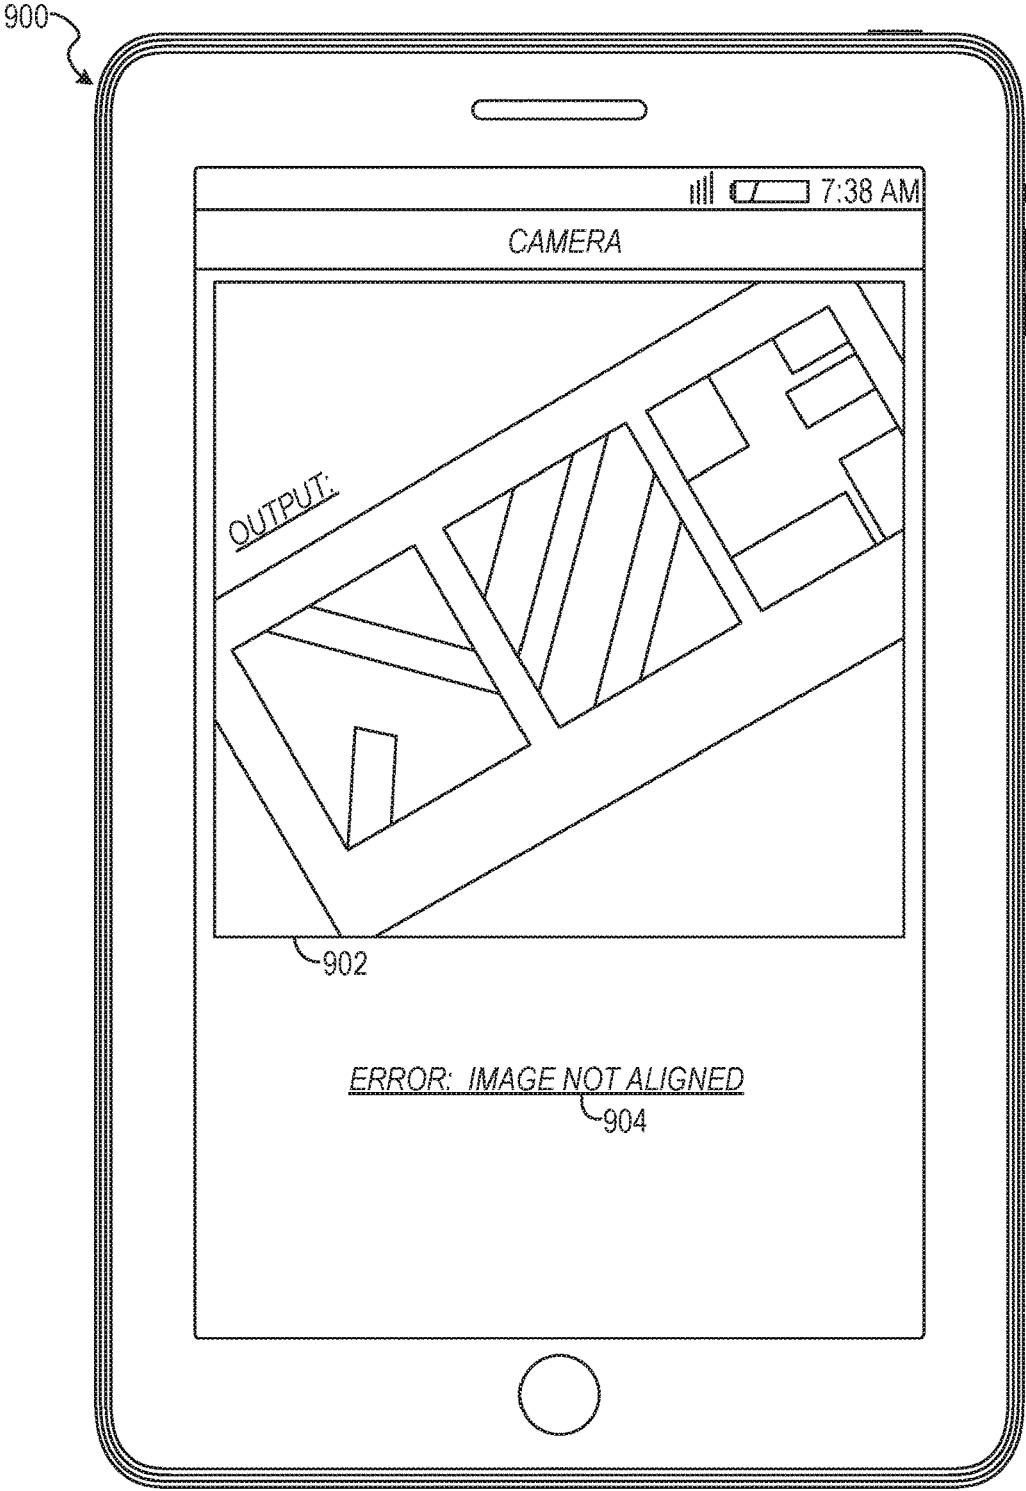 900
7:38 AM
CAMERA
OUTPUT:
902
ERROR: IMAGE NOT ALIGNED
904